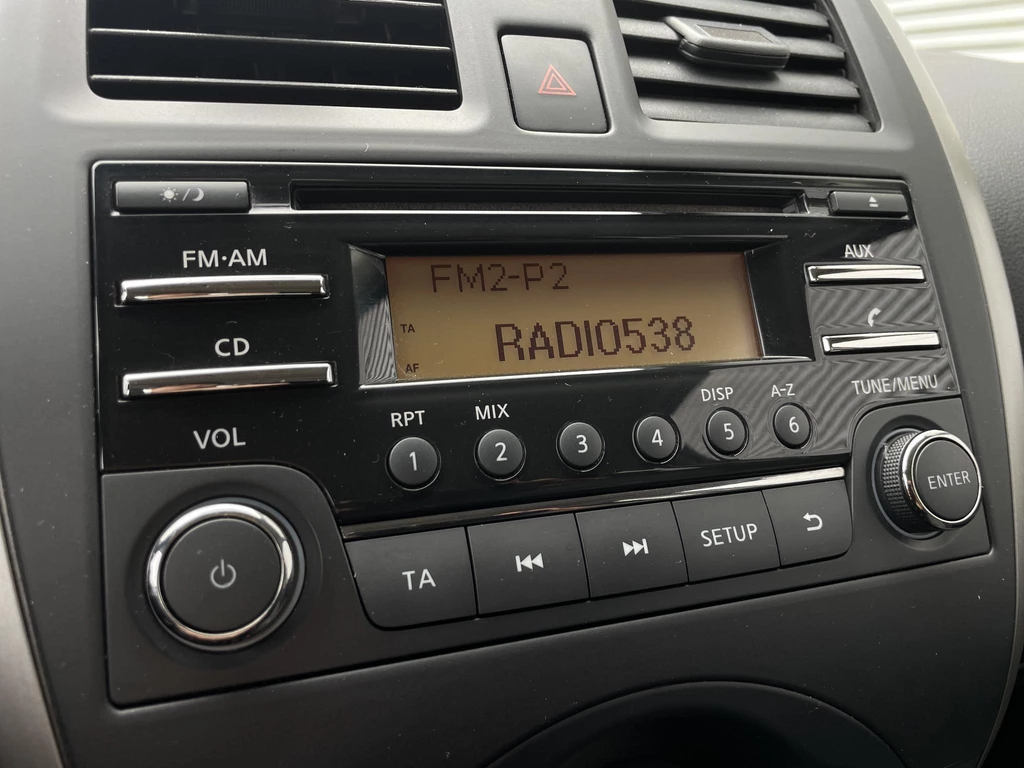 FM·AM
AUX
FM2-P2
TA
RADIO538
AF
CD
VOL
RPT
MIX
DISP
A-Z
TUNE/MENU
1
2
3
4
5
6
ENTER
TA
SETUP